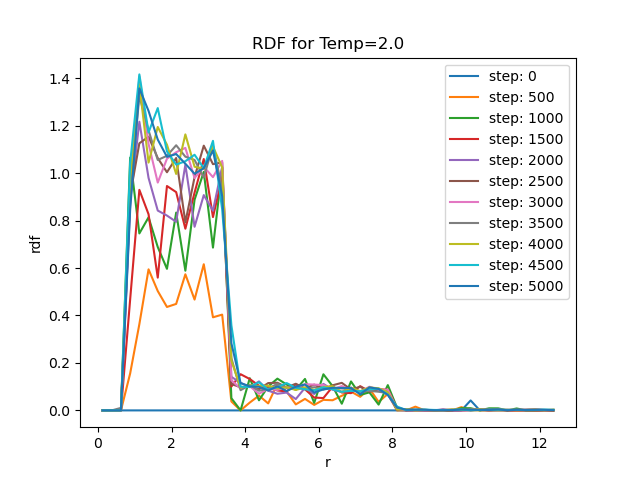 RDF for Temp=2.0
rdf
1.4
1.2
1.0
0.8
0.6
0.4
0.2
0.0
step: 0
step: 500
step: 1000
step: 1500
step: 2000
step: 2500
step: 3000
step: 3500
step: 4000
step: 4500
step: 5000
0 2 4 6 8 10 12
r